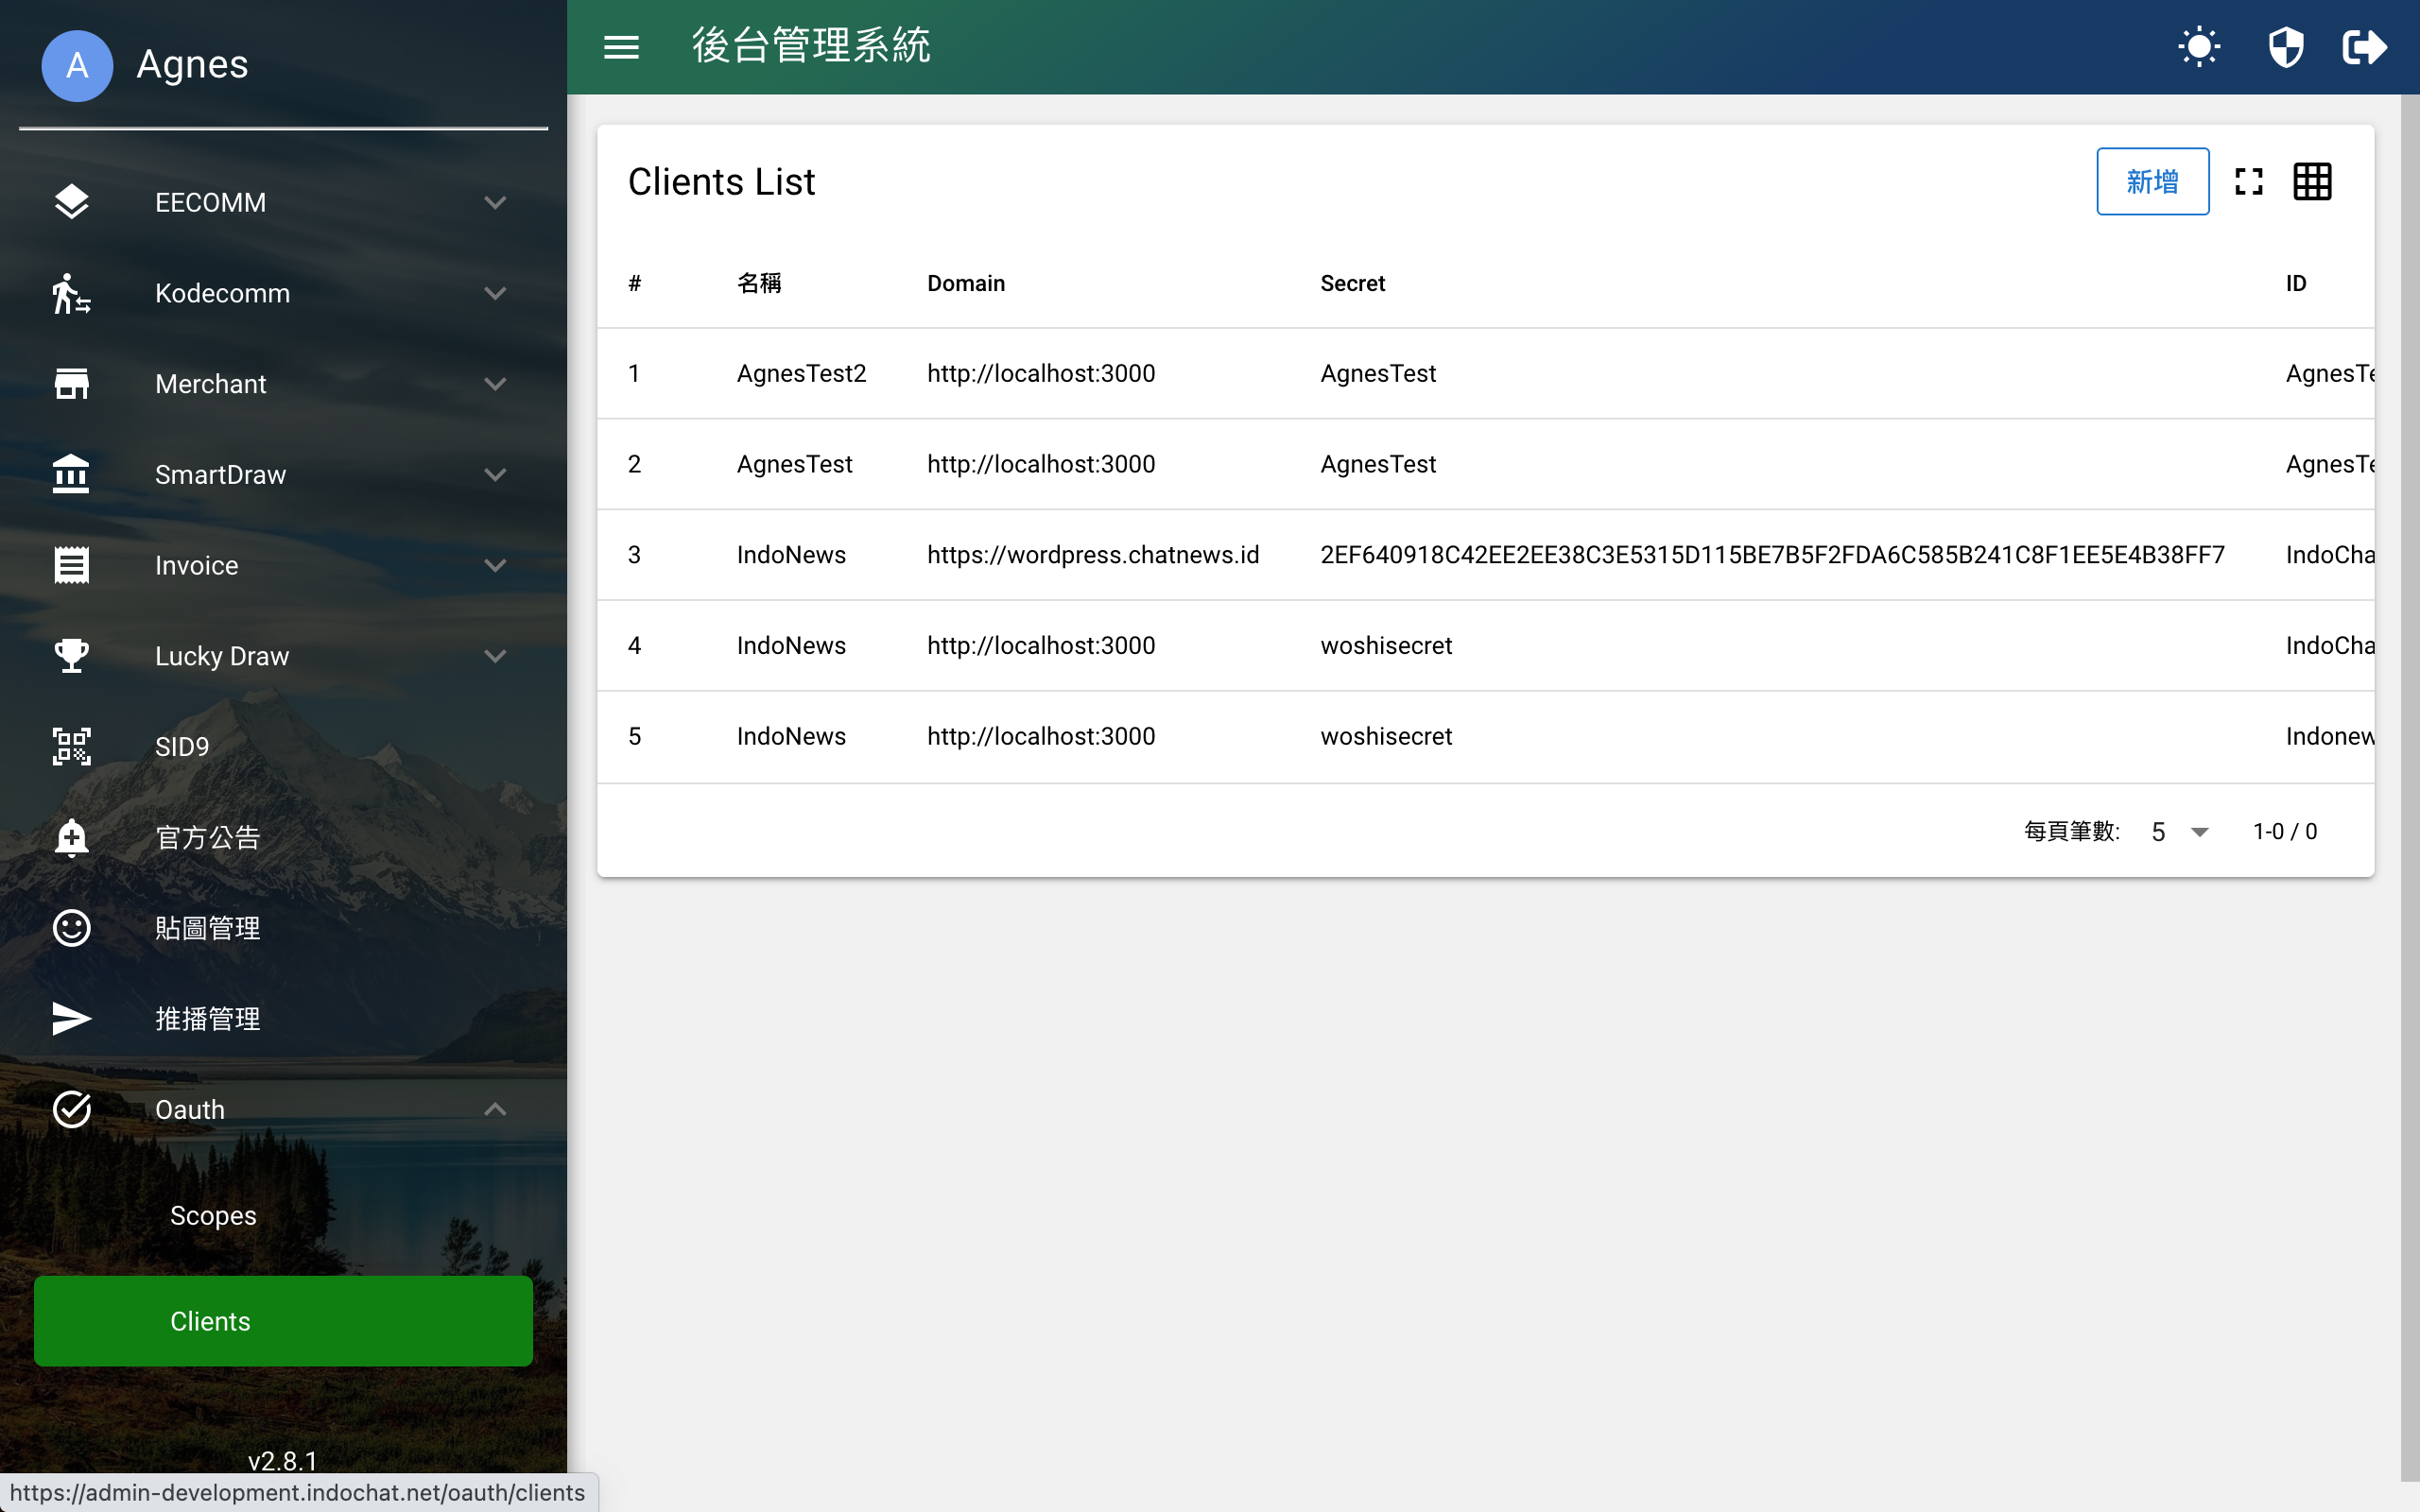 A Agnes
後台管理系統
EECOMM
Kodecomm
Merchant
SmartDraw
Invoice
Lucky Draw
SID9
官方公告
貼圖管理
推播管理
Oauth
Scopes
Clients
v2.8.1
https://admin-development.indochat.net/oauth/clients
Clients List
新增
# 名稱 Domain Secret ID
1 AgnesTest2 http://localhost:3000 AgnesTest AgnesTe
2 AgnesTest http://localhost:3000 AgnesTest AgnesTe
3 IndoNews https://wordpress.chatnews.id 2EF640918C42EE2EE38C3E5315D115BE7B5F2FDA6C585B241C8F1EE5E4B38FF7 IndoCha
4 IndoNews http://localhost:3000 woshisecret IndoCha
5 IndoNews http://localhost:3000 woshisecret Indonew
每頁筆數: 5 1-0 / 0